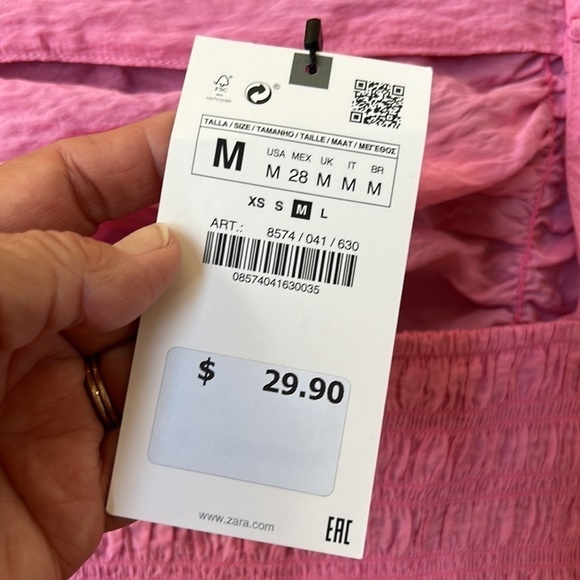 FSC
®
TALLA / SIZE / TAMANHO / TAILLE / MAAT / ΜΕΓΕΘΟΣ
M
USA MEX UK IT BR
M 28 M M M
XS S M L
ART.: 8574 / 041 / 630
08574041630035
$ 29.90
www.zara.com
EAC